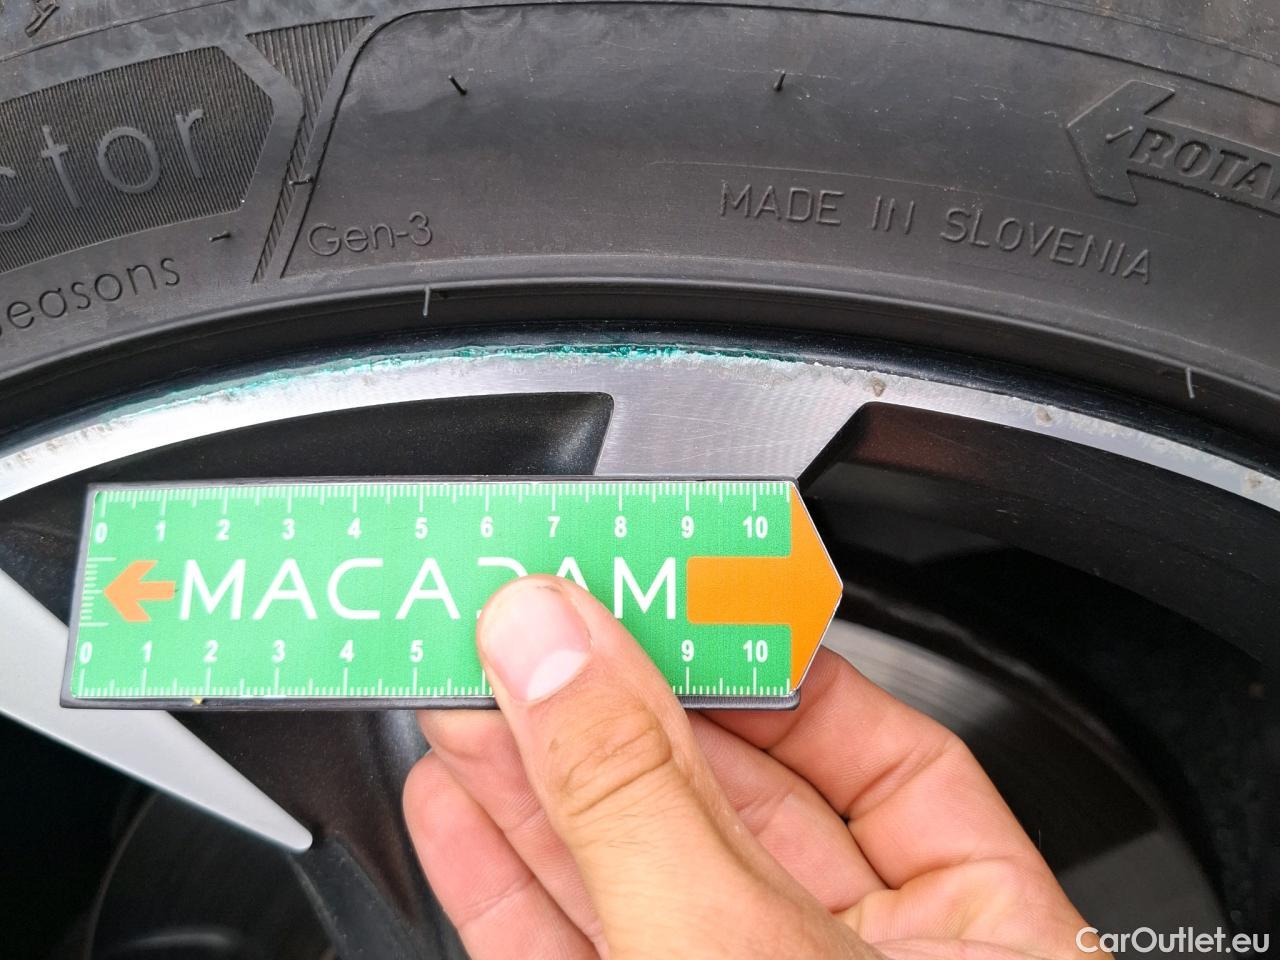 ctor
Gen-3
MADE IN SLOVENIA
ROTA
seasons
0 1 2 3 4 5 6 7 8 9 10
MACADAM
0 1 2 3 4 5 9 10
CarOutlet.eu